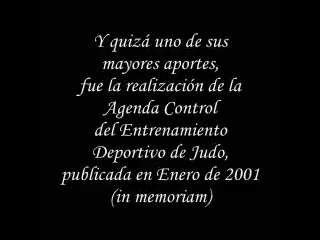 Y quizá uno de sus
mayores aportes,
fue la realización de la
Agenda Control
del Entrenamiento
Deportivo de Judo,
publicada en Enero de 2001
(in memoriam)